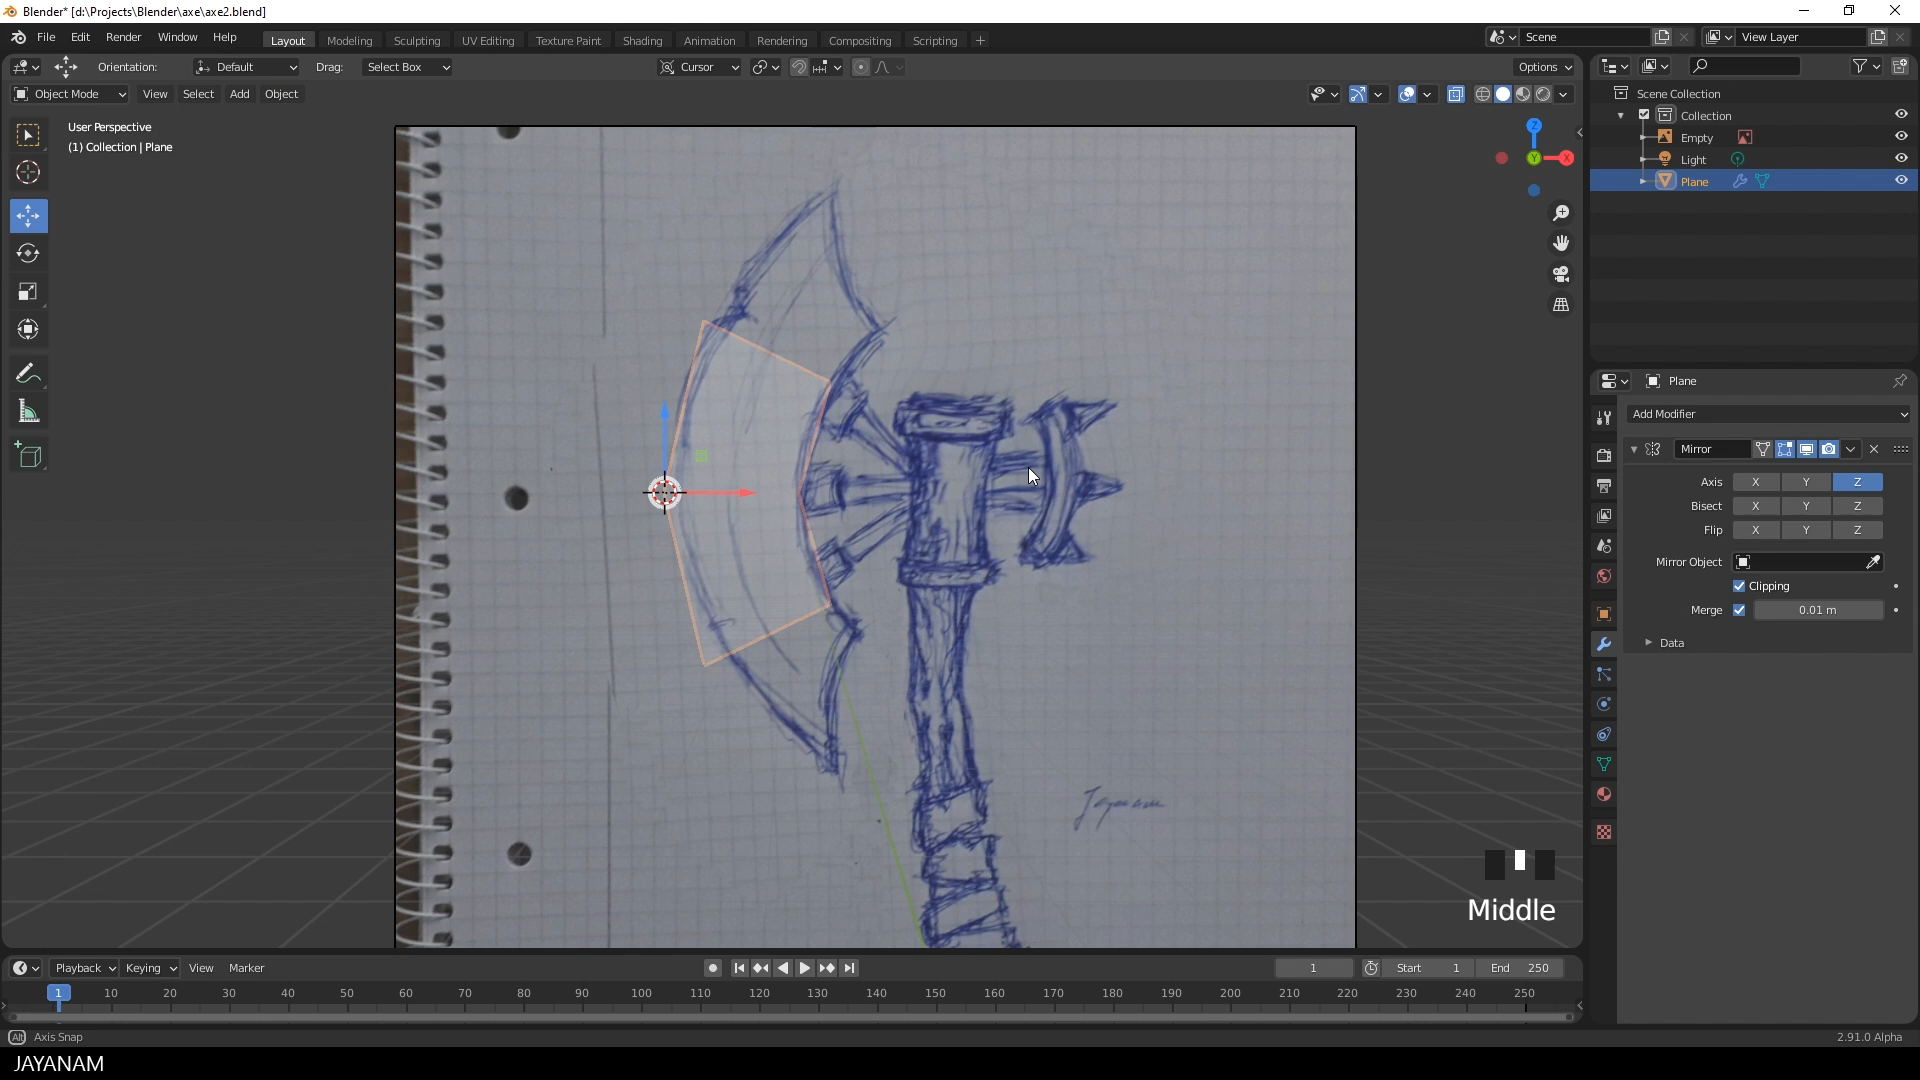 Blender* [d:\Projects\Blender\axe\axe2.blend]
File Edit Render Window Help Layout Modeling Sculpting UV Editing Texture Paint Shading Animation Rendering Compositing Scripting + Scene View Layer
Orientation: Default Drag: Select Box Cursor Options
Object Mode View Select Add Object
User Perspective
(1) Collection | Plane
Z
Y
X
Scene Collection
Collection
Empty
Light
Plane
Plane
Add Modifier
Mirror
Axis X Y Z
Bisect X Y Z
Flip X Y Z
Mirror Object
Clipping
Merge 0.01 m
Data
Middle
Playback Keying View Marker 1 Start 1 End 250
1 10 20 30 40 50 60 70 80 90 100 110 120 130 140 150 160 170 180 190 200 210 220 230 240 250
Alt Axis Snap 2.91.0 Alpha
JAYANAM